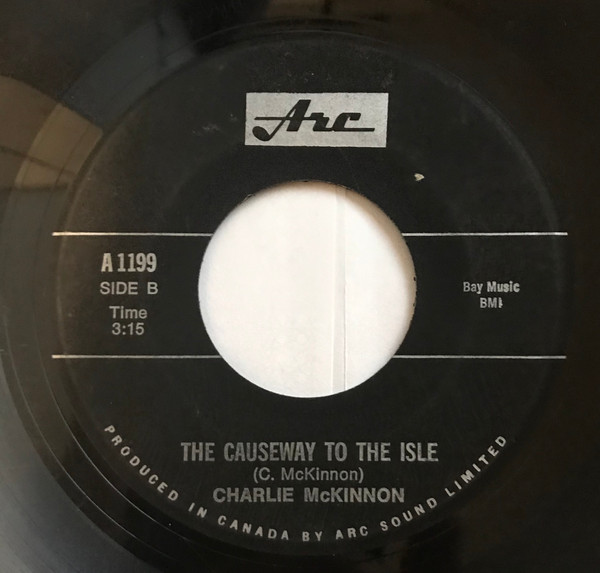 Arc
A1199
SIDE B
Time
3:15
Bay Music
BMI
THE CAUSEWAY TO THE ISLE
(C. McKinnon)
CHARLIE McKINNON
PRODUCED IN CANADA BY ARC SOUND LIMITED